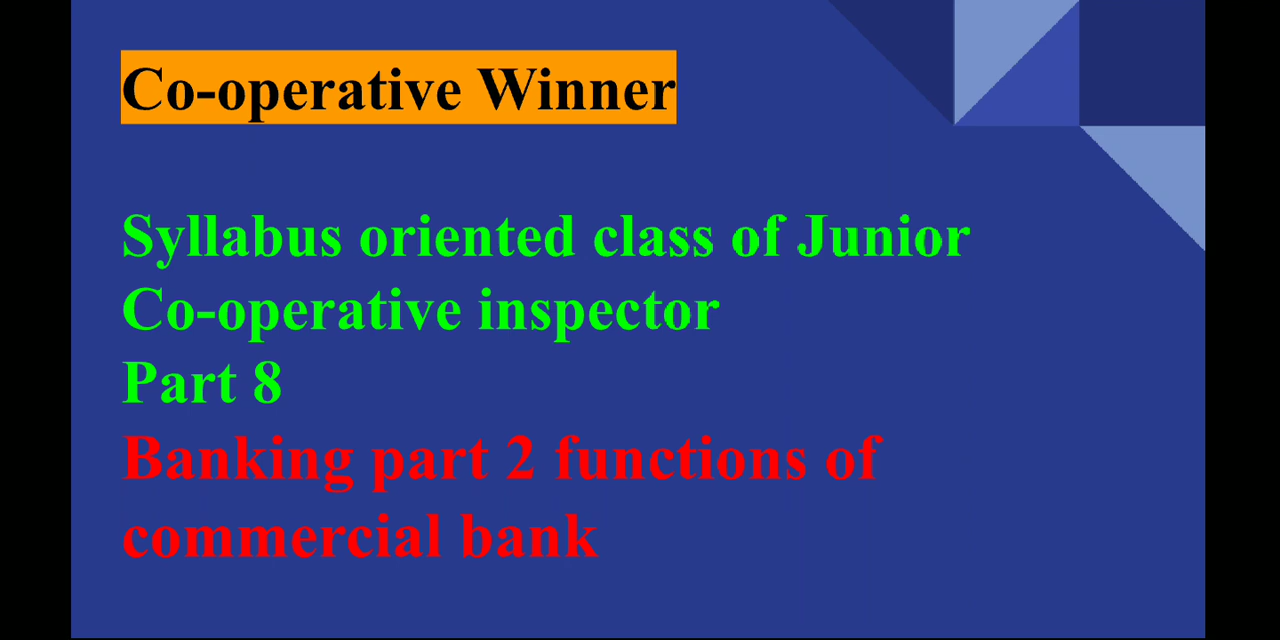 Co-operative Winner
Syllabus oriented class of Junior
Co-operative inspector
Part 8
Banking part 2 functions of
commercial bank